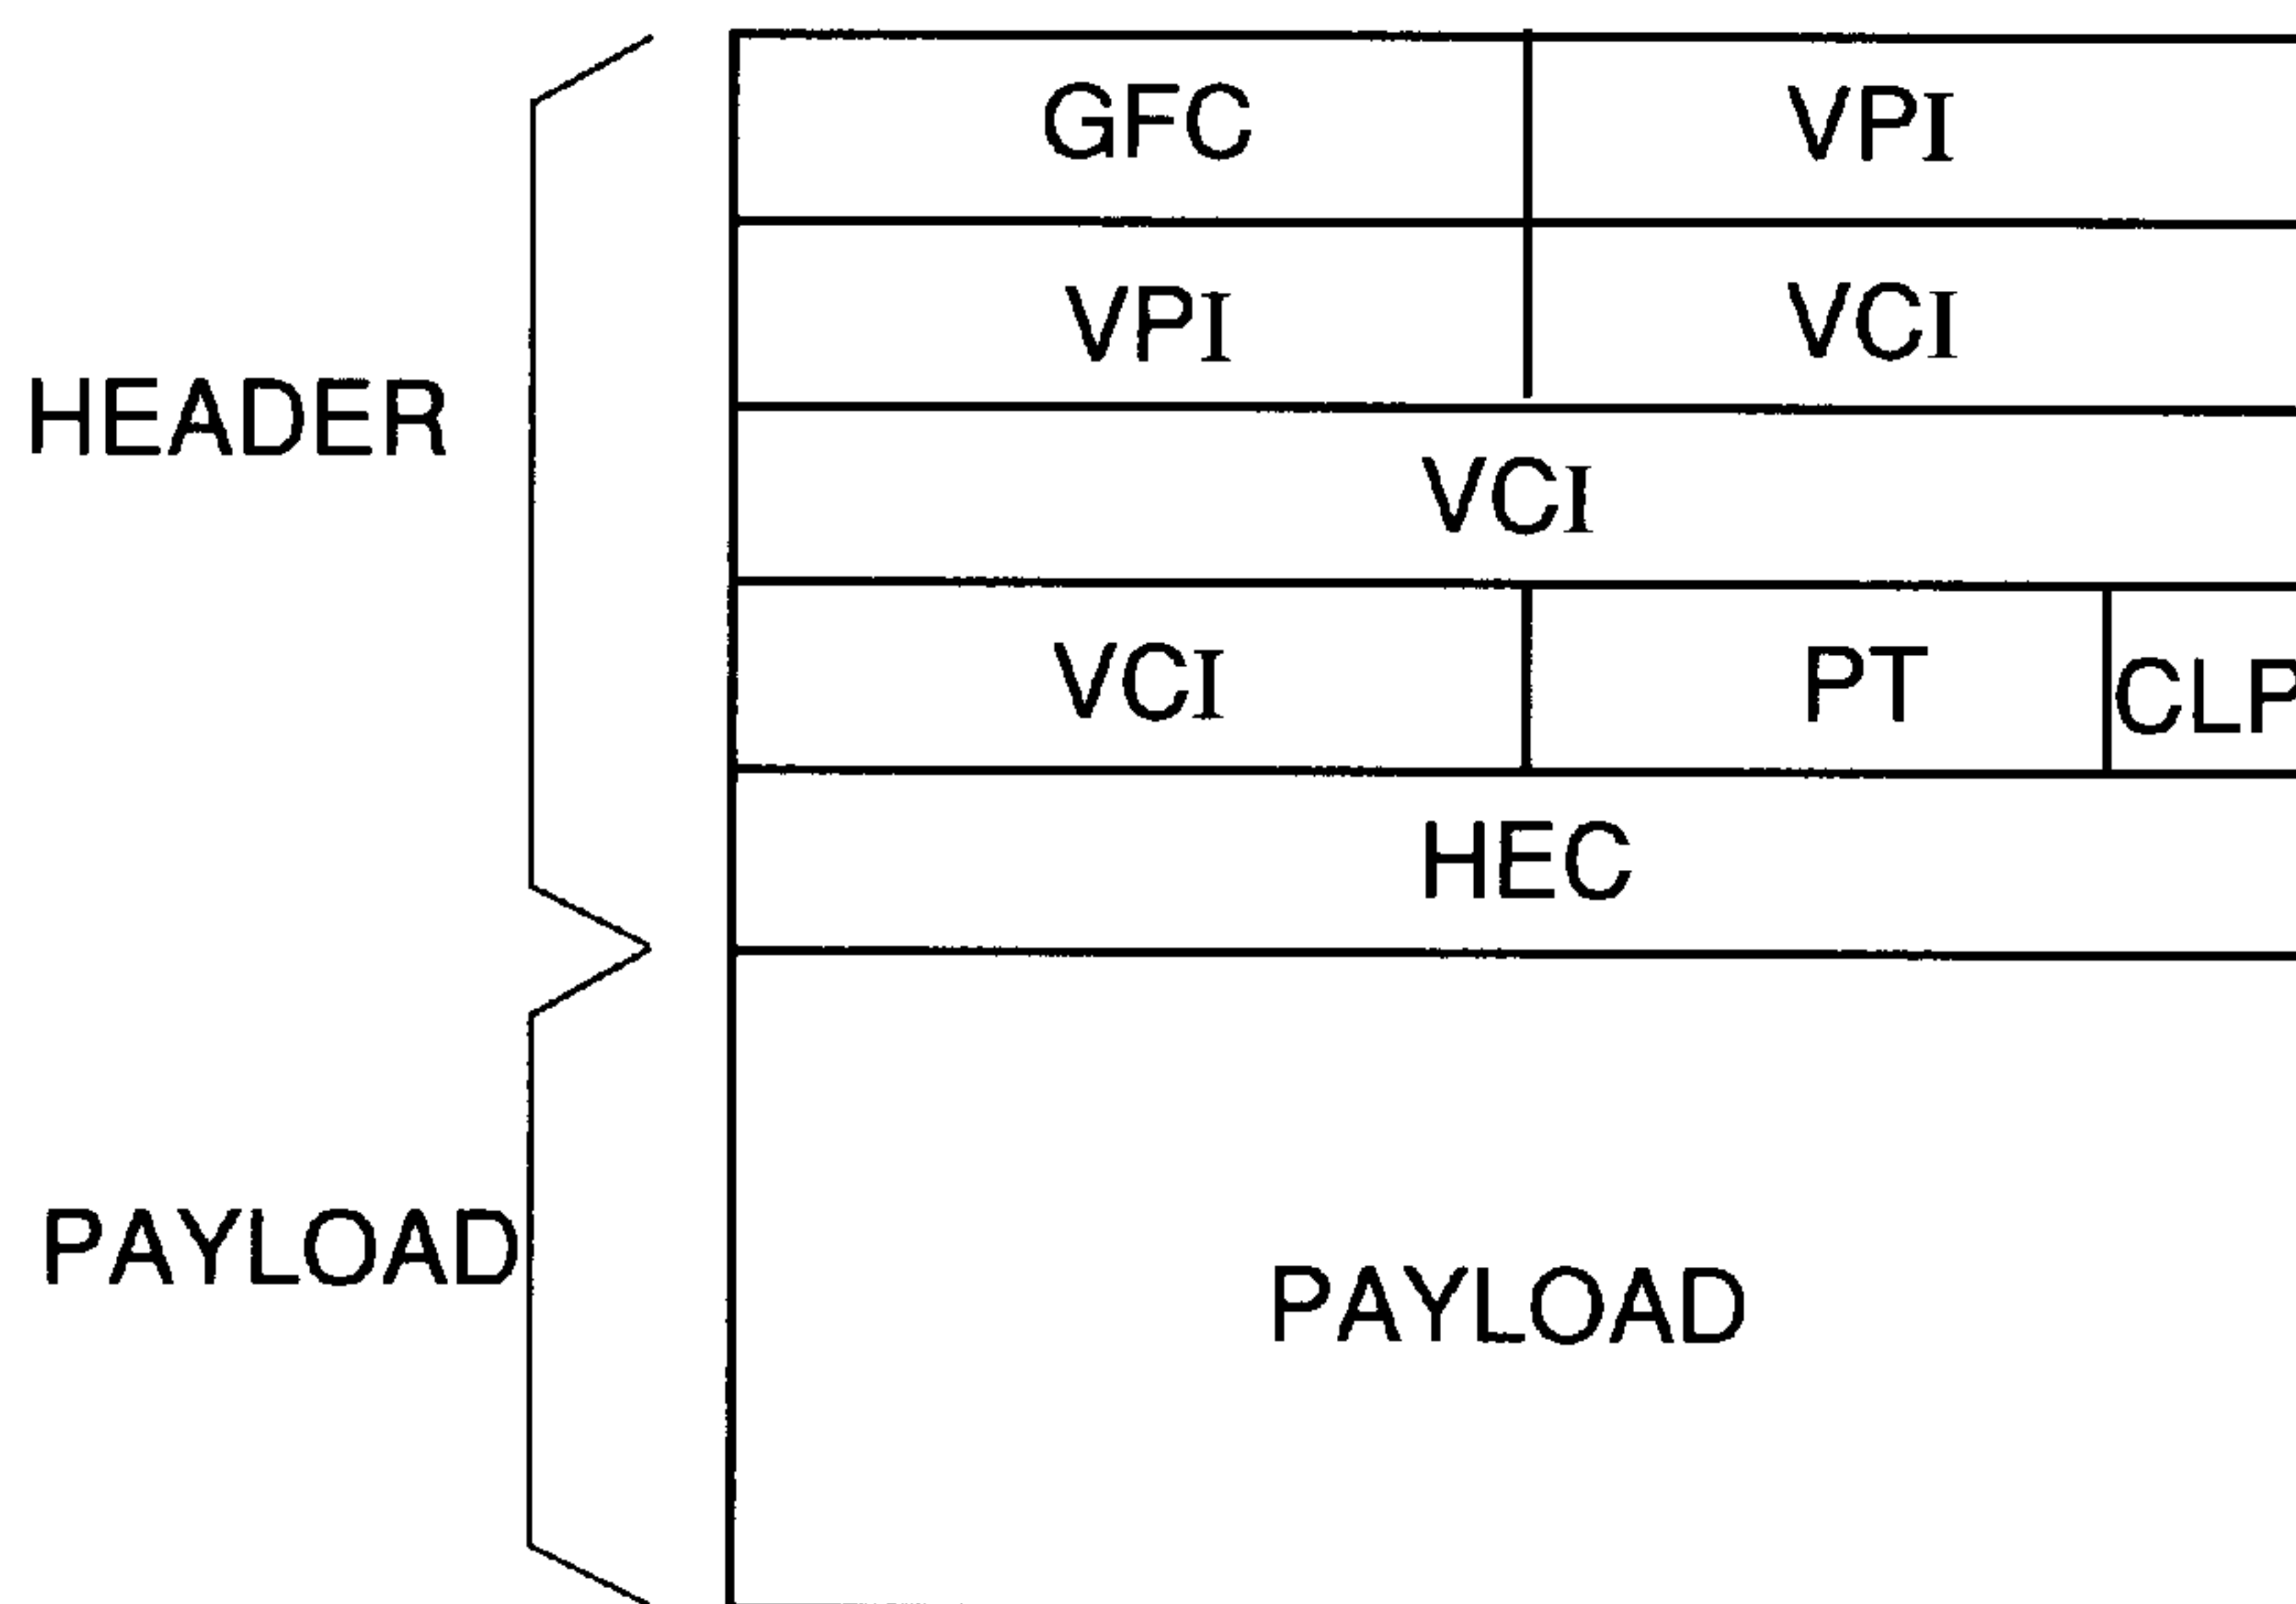 GFC VPI
VPI VCI
HEADER
VCI
VCI PT CLP
HEC
PAYLOAD
PAYLOAD